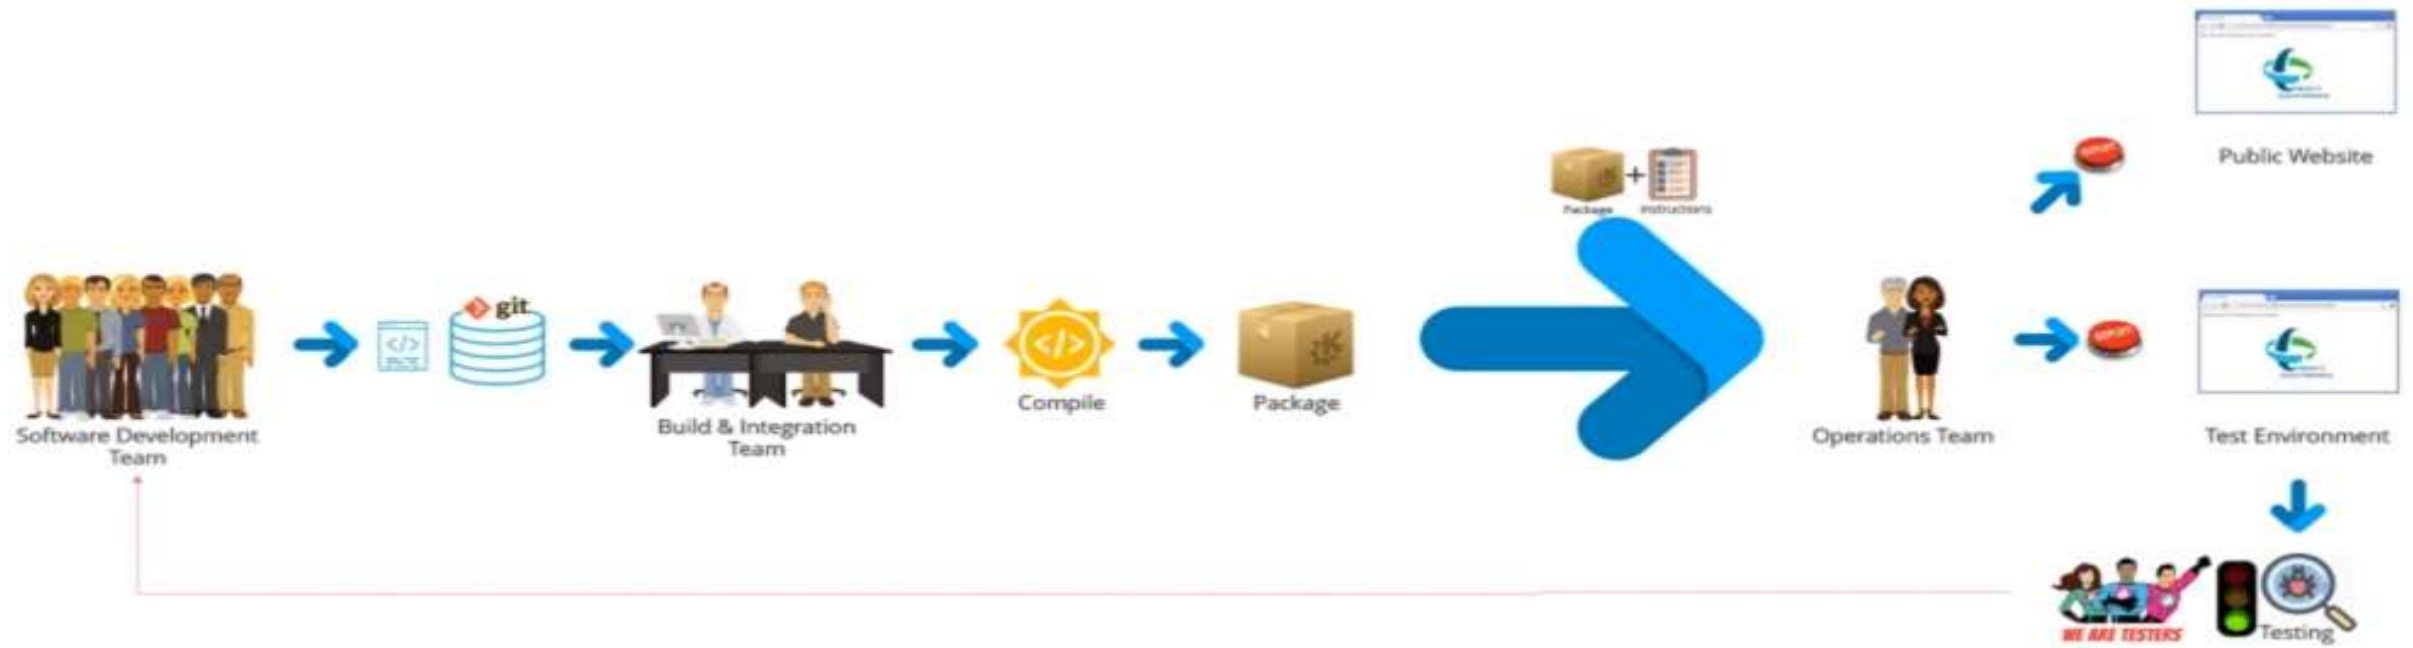 Public Website
Package
Instructions
git
Compile
Package
Software Development
Team
Build & Integration
Team
Operations Team
Test Environment
WE ARE TESTERS
Testing